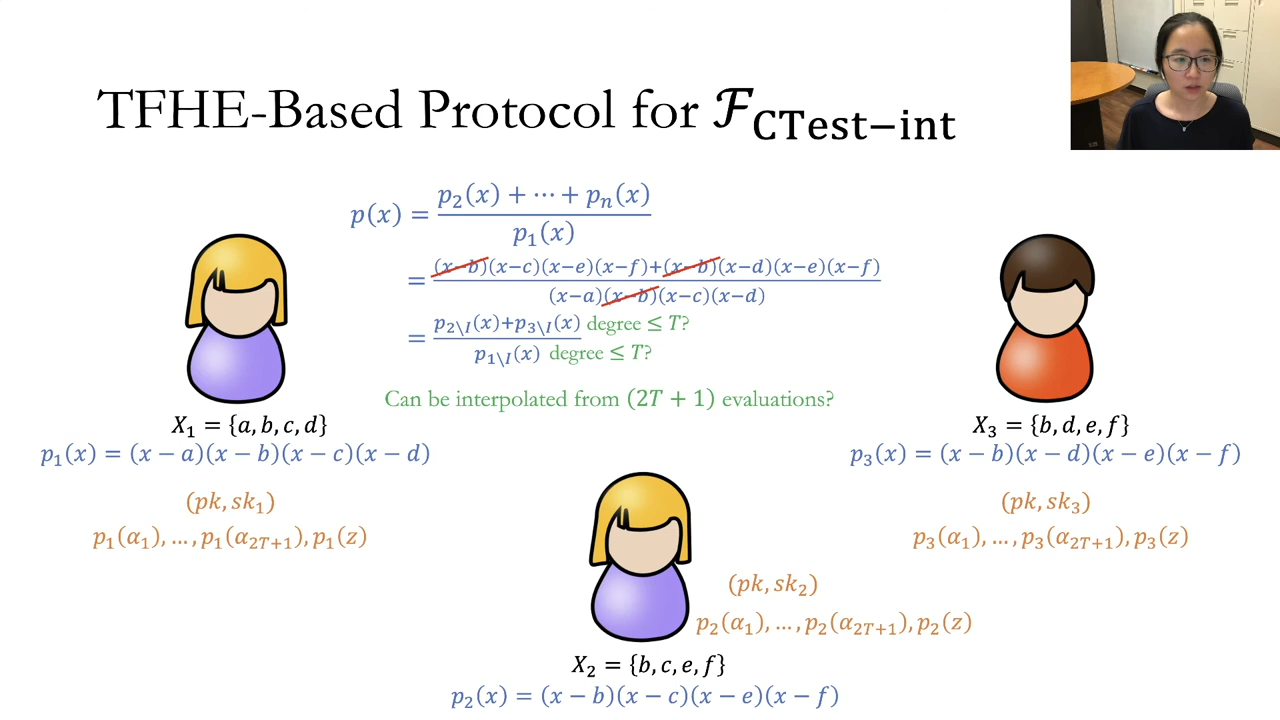 TFHE-Based Protocol for 𝓕_CTest−int
p(x) = (p₂(x) + ⋯ + pₙ(x)) / p₁(x)
= ((x−b)(x−c)(x−e)(x−f)+(x−b)(x−d)(x−e)(x−f)) / ((x−a)(x−b)(x−c)(x−d))
= (p_{2\I}(x)+p_{3\I}(x)) / p_{1\I}(x)
degree ≤ T?
degree ≤ T?
Can be interpolated from (2T + 1) evaluations?
X₁ = {a, b, c, d}
p₁(x) = (x − a)(x − b)(x − c)(x − d)
(pk, sk₁)
p₁(α₁), …, p₁(α_{2T+1}), p₁(z)
X₃ = {b, d, e, f}
p₃(x) = (x − b)(x − d)(x − e)(x − f)
(pk, sk₃)
p₃(α₁), …, p₃(α_{2T+1}), p₃(z)
(pk, sk₂)
p₂(α₁), …, p₂(α_{2T+1}), p₂(z)
X₂ = {b, c, e, f}
p₂(x) = (x − b)(x − c)(x − e)(x − f)